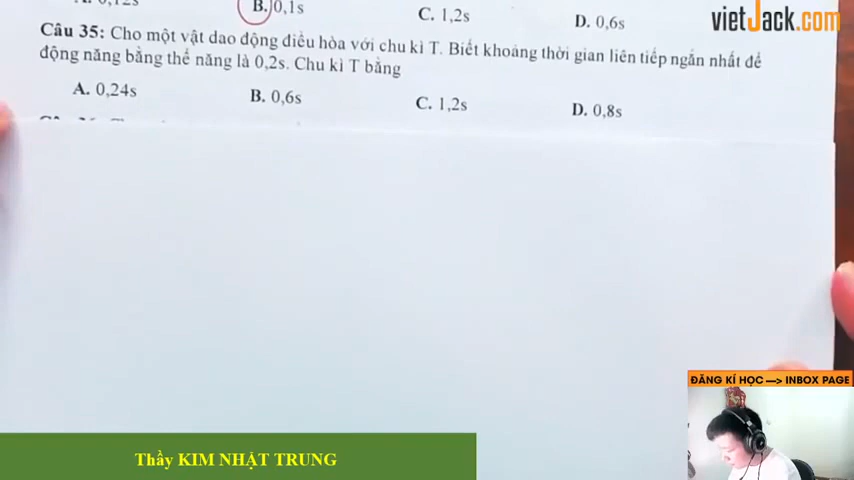 B. 0,1s
C. 1,2s
D. 0,6s
vietJack.com
Câu 35: Cho một vật dao động điều hòa với chu kì T. Biết khoảng thời gian liên tiếp ngắn nhất để
động năng bằng thế năng là 0,2s. Chu kì T bằng
A. 0,24s
B. 0,6s
C. 1,2s
D. 0,8s
ĐĂNG KÍ HỌC —> INBOX PAGE
Thầy KIM NHẬT TRUNG